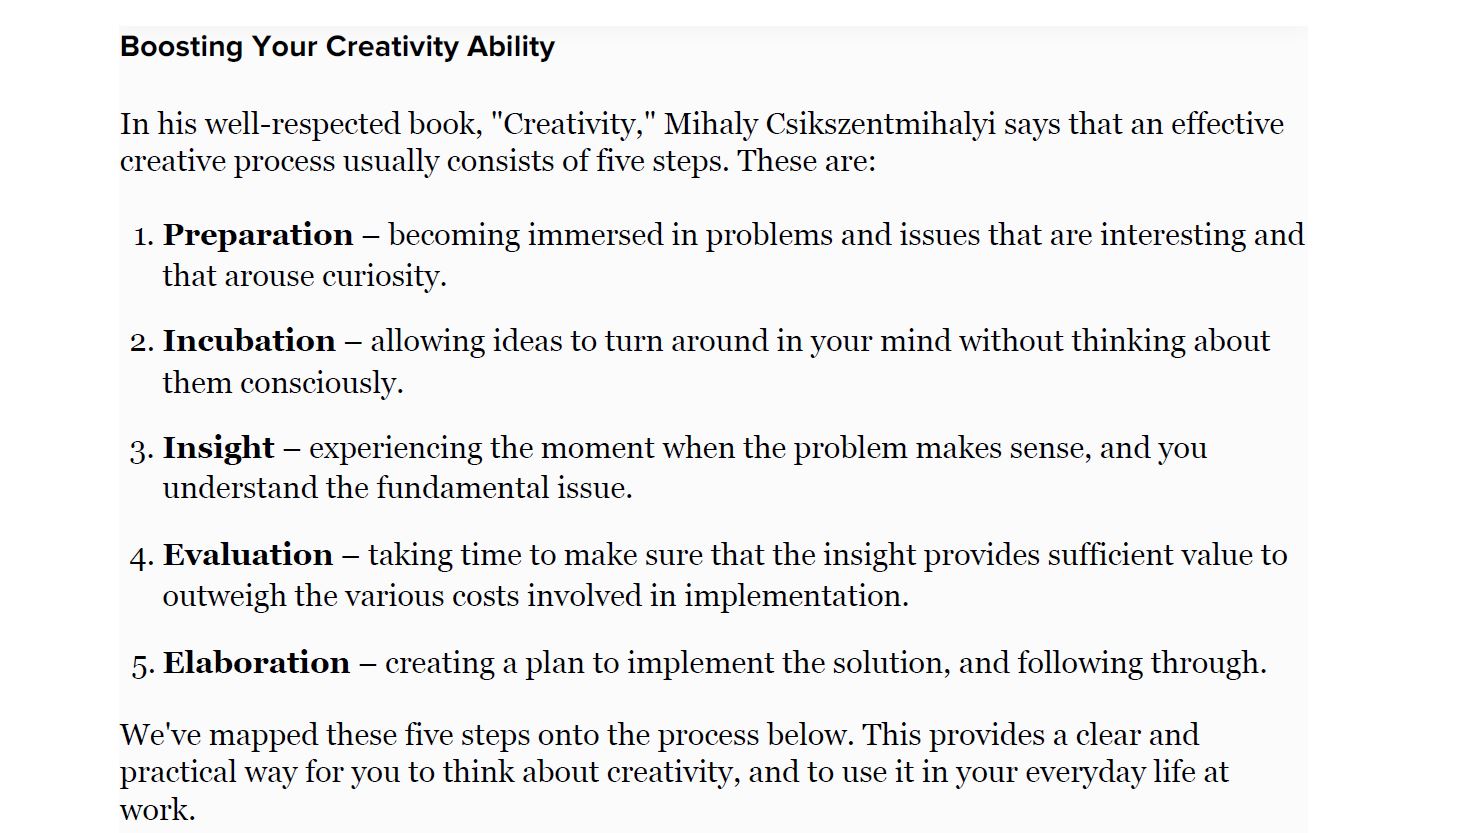 Boosting Your Creativity Ability
In his well-respected book, "Creativity," Mihaly Csikszentmihalyi says that an effective
creative process usually consists of five steps. These are:
1. Preparation – becoming immersed in problems and issues that are interesting and
that arouse curiosity.
2. Incubation – allowing ideas to turn around in your mind without thinking about
them consciously.
3. Insight – experiencing the moment when the problem makes sense, and you
understand the fundamental issue.
4. Evaluation – taking time to make sure that the insight provides sufficient value to
outweigh the various costs involved in implementation.
5. Elaboration – creating a plan to implement the solution, and following through.
We've mapped these five steps onto the process below. This provides a clear and
practical way for you to think about creativity, and to use it in your everyday life at
work.